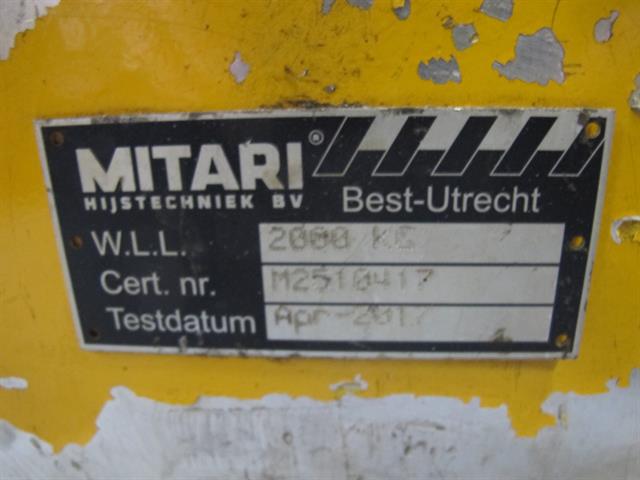 MITARI®
HIJSTECHNIEK BV
Best-Utrecht
W.L.L. 2000 KG
Cert. nr. M2510417
Testdatum Apr-2017